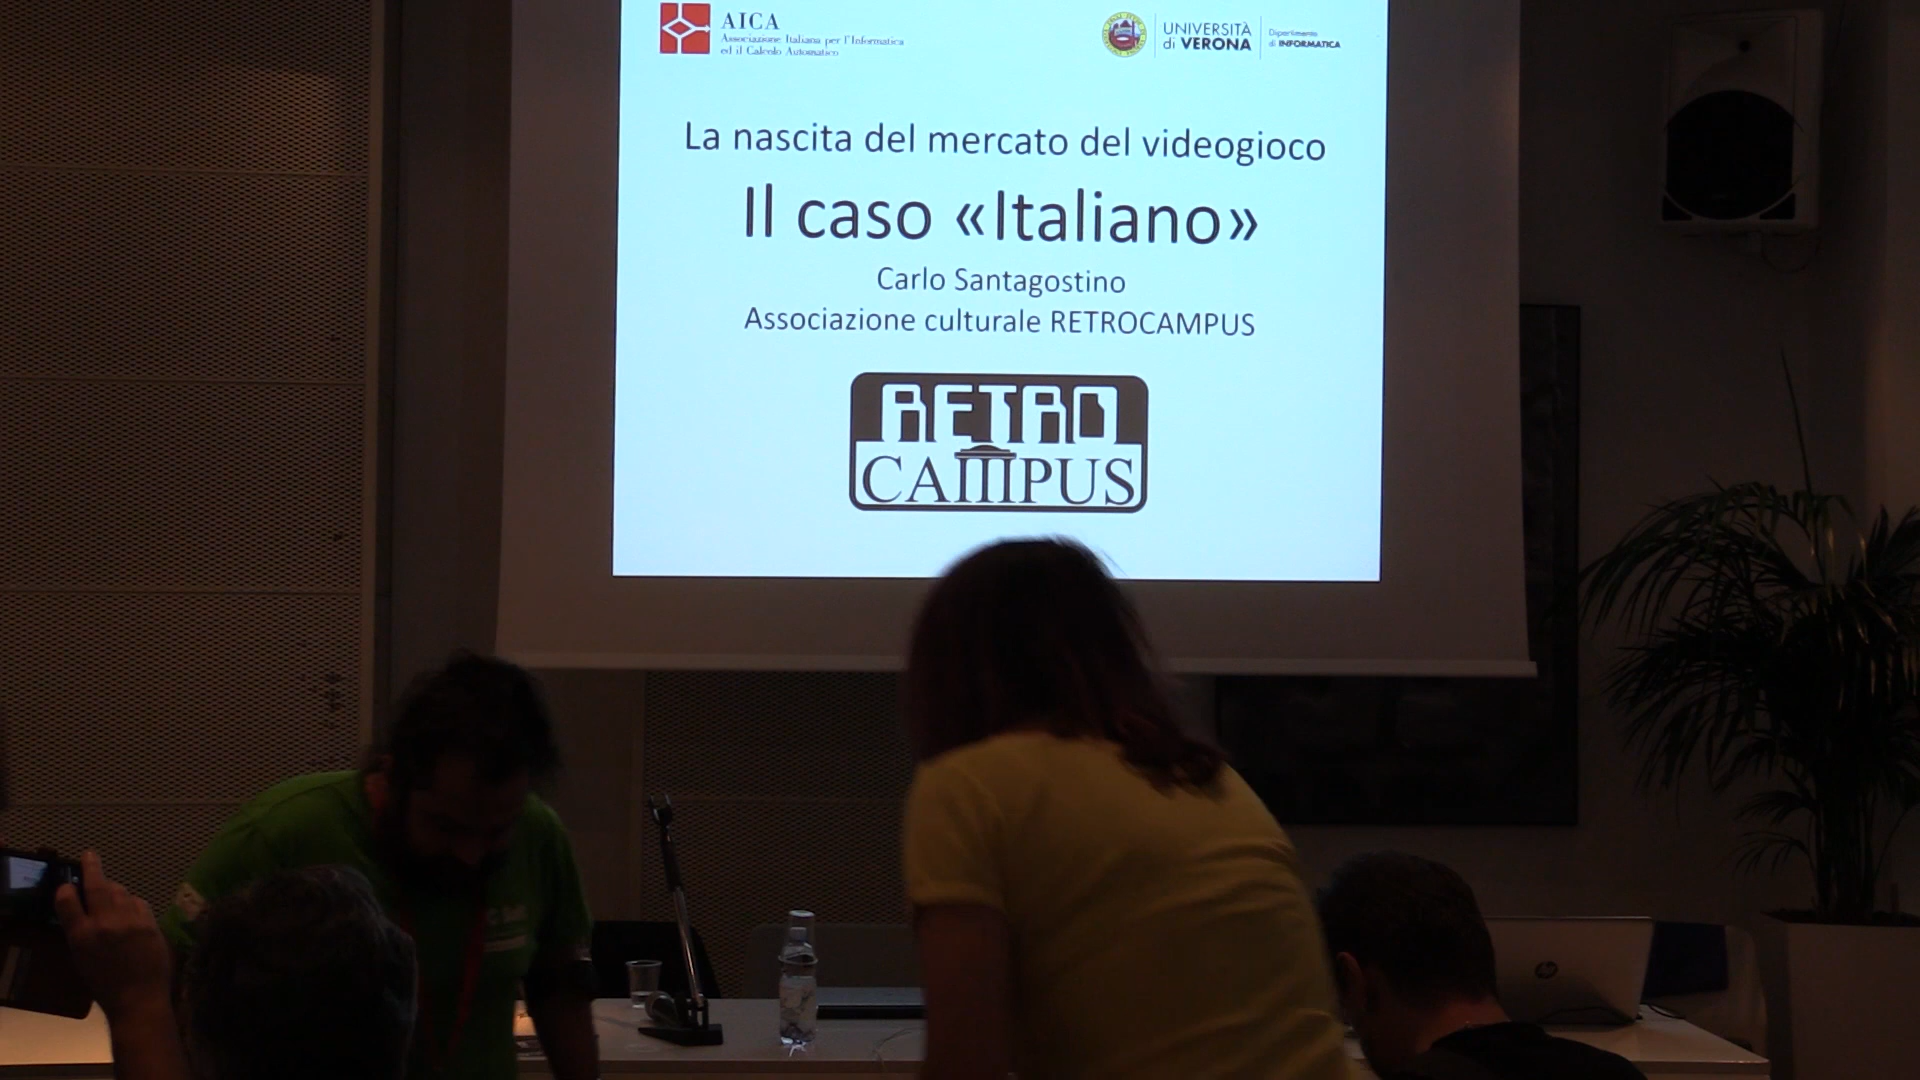 AICA
Associazione Italiana per l'Informatica
ed il Calcolo Automatico
UNIVERSITÀ
di VERONA
Dipartimento
di INFORMATICA
La nascita del mercato del videogioco
Il caso «Italiano»
Carlo Santagostino
Associazione culturale RETROCAMPUS
RETRO
CAMPUS
hp